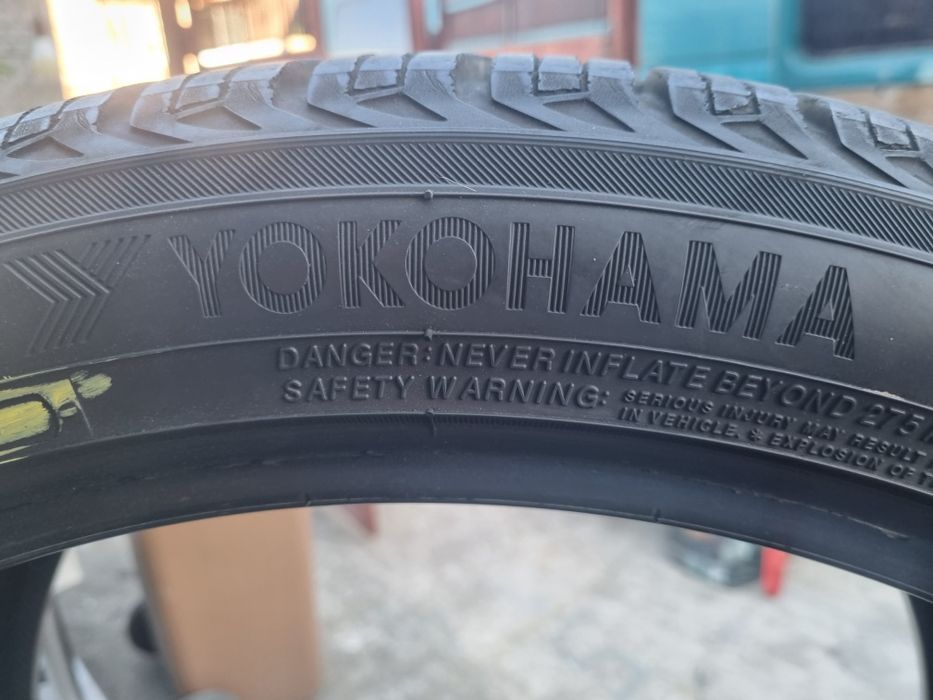 YOKOHAMA
DANGER: NEVER INFLATE BEYOND 275
SAFETY WARNING: SERIOUS INJURY MAY RESULT
IN VEHICLE. * EXPLOSION OF